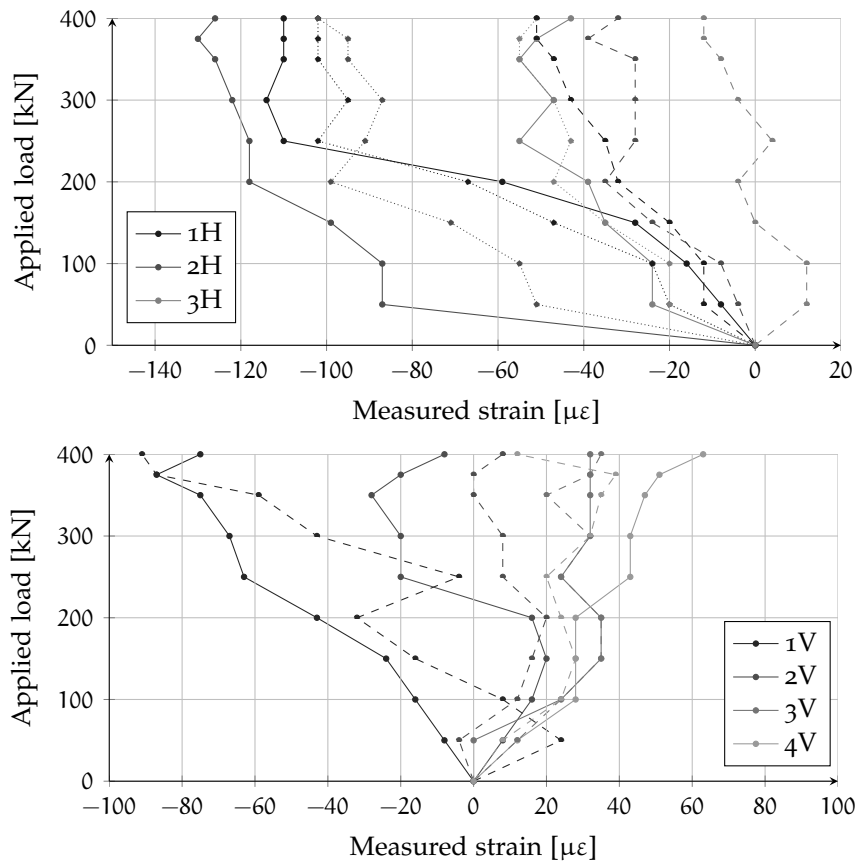 400
300
200
100
0
Applied load [kN]
1H
2H
3H
−140 −120 −100 −80 −60 −40 −20 0 20
Measured strain [με]
400
300
200
100
0
Applied load [kN]
1V
2V
3V
4V
−100 −80 −60 −40 −20 0 20 40 60 80 100
Measured strain [με]